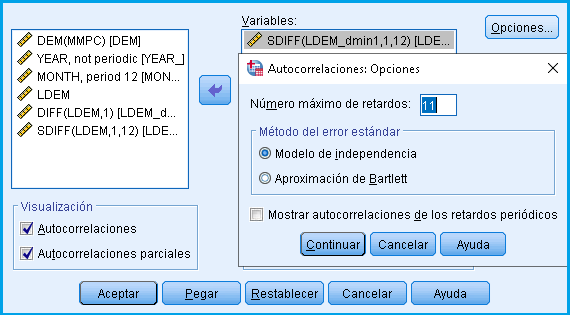 Variables:
DEM(MMPC) [DEM]
YEAR, not periodic [YEAR_]
MONTH, period 12 [MON...
LDEM
DIFF(LDEM,1) [LDEM_d...
SDIFF(LDEM,1,12) [LDE...
SDIFF(LDEM_dmin1,1,12) [LDE...
Opciones...
Autocorrelaciones: Opciones
Número máximo de retardos: 11
Método del error estándar
Modelo de independencia
Aproximación de Bartlett
Mostrar autocorrelaciones de los retardos periódicos
Continuar Cancelar Ayuda
Visualización
Autocorrelaciones
Autocorrelaciones parciales
Aceptar Pegar Restablecer Cancelar Ayuda